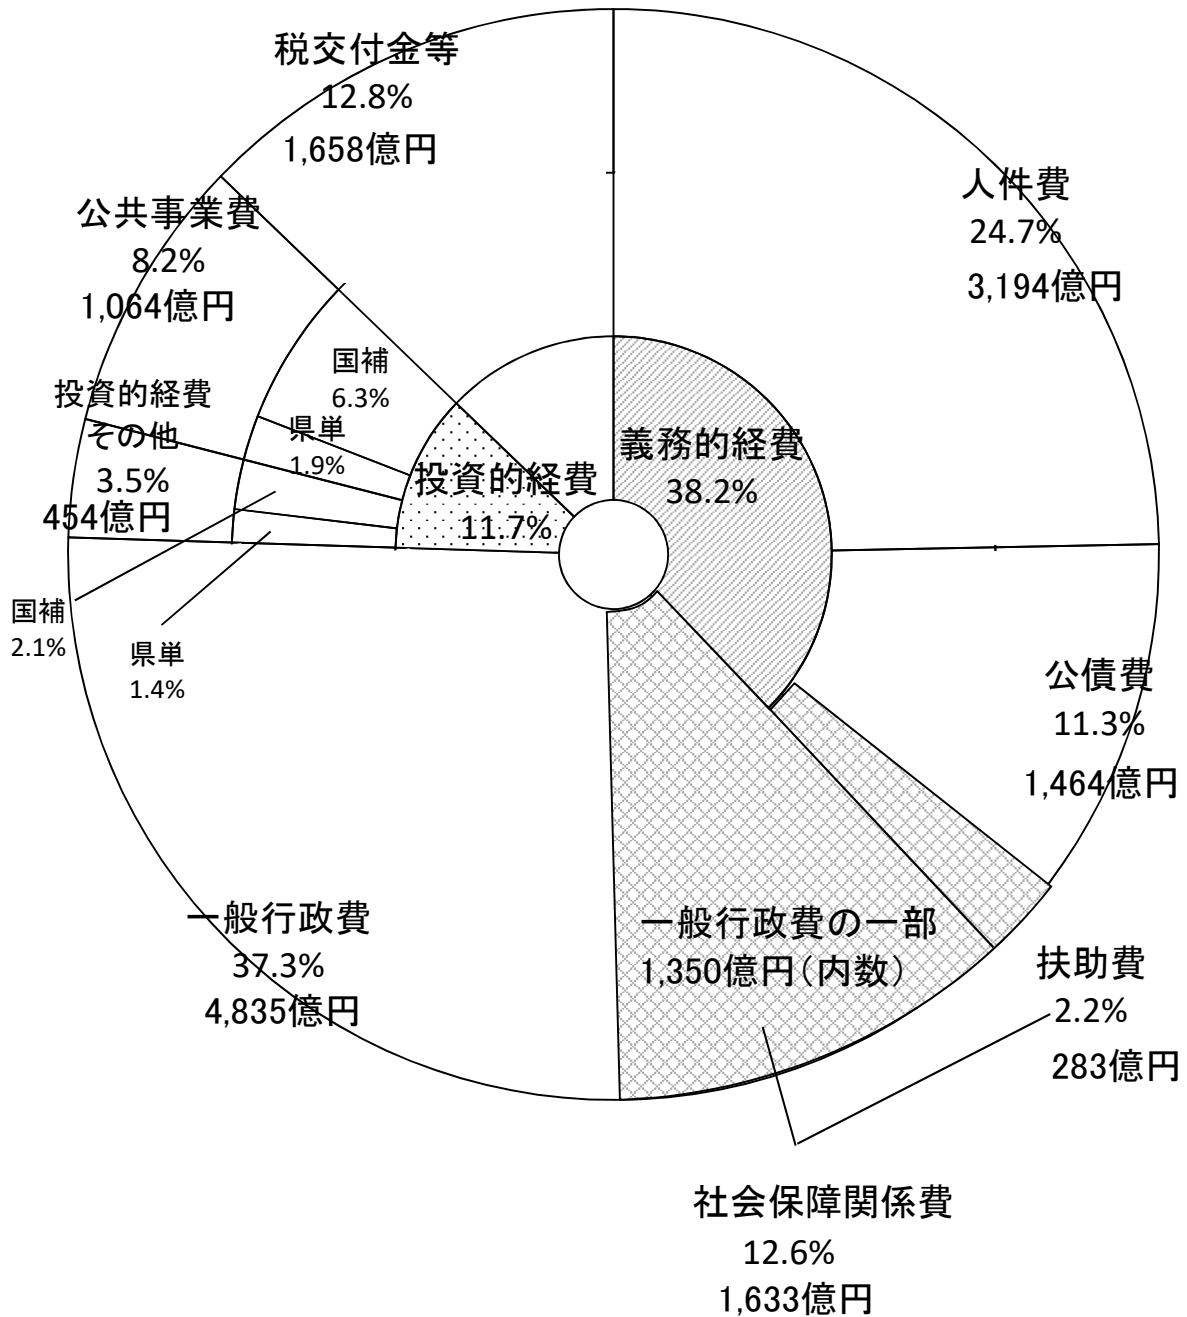 税交付金等
12.8%
1,658億円
人件費
24.7%
3,194億円
公共事業費
8.2%
1,064億円
国補
6.3%
県単
1.9%
投資的経費
その他
3.5%
454億円
義務的経費
38.2%
投資的経費
11.7%
国補
2.1%
県単
1.4%
公債費
11.3%
1,464億円
一般行政費
37.3%
4,835億円
一般行政費の一部
1,350億円(内数)
扶助費
2.2%
283億円
社会保障関係費
12.6%
1,633億円